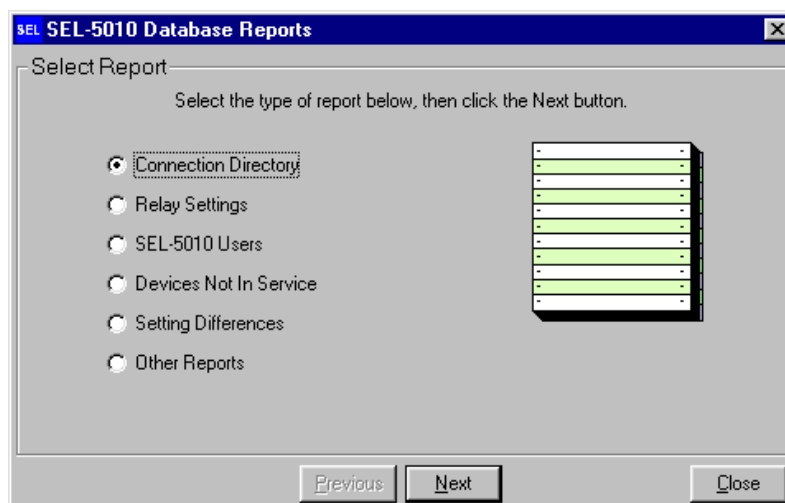 SEL SEL-5010 Database Reports
Select Report
Select the type of report below, then click the Next button.
Connection Directory
Relay Settings
SEL-5010 Users
Devices Not In Service
Setting Differences
Other Reports
Previous Next Close